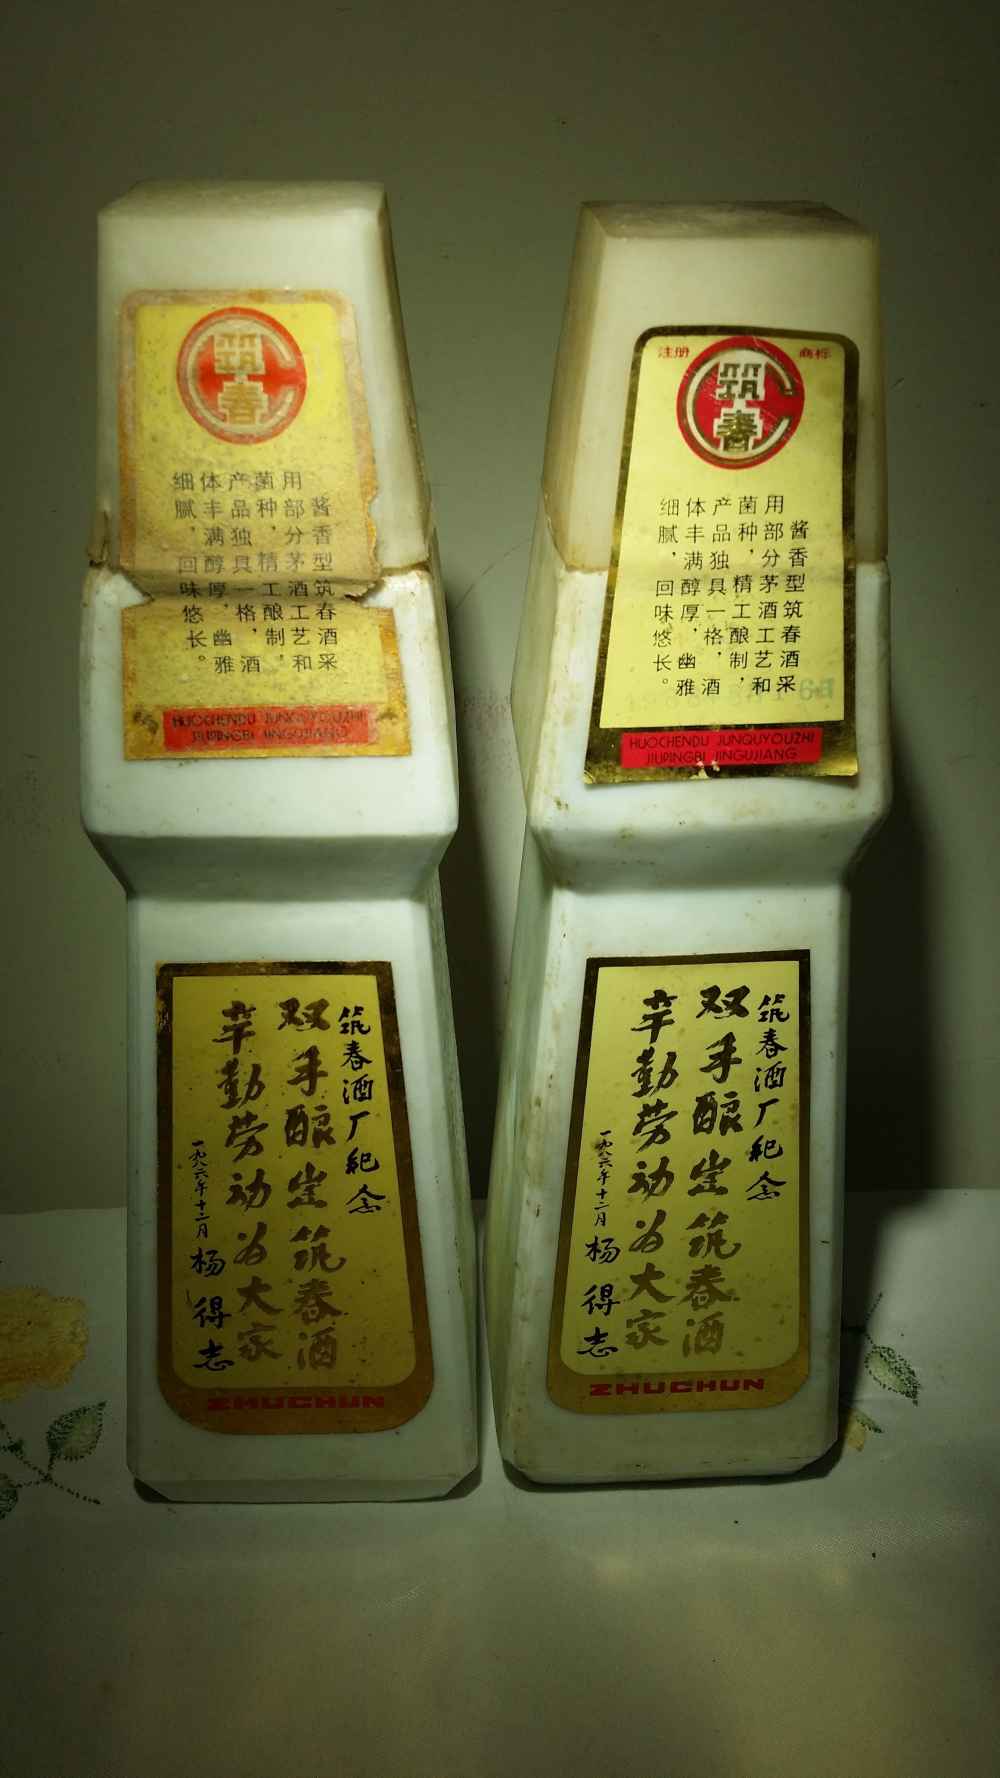 筑春
酱香型筑春酒采
用部分茅酒工艺和
菌种，精工酿制，
产品独具一格，酒
体丰满醇厚，幽雅
细腻，回味悠长。
HUOCHENDU JUNQUYOUZHI
JIUPINGBI JINGUJIANG
筑春酒厂纪念
双手酿出筑春酒
辛勤劳动为大家
一九八六年十二月 杨得志
ZHUCHUN
注册 商标
筑春
酱香型筑春酒采
用部分茅酒工艺和
菌种，精工酿制，
产品独具一格，酒
体丰满醇厚，幽雅
细腻，回味悠长。
HUOCHENDU JUNQUYOUZHI
JIUPINGBI JINGUJIANG
筑春酒厂纪念
双手酿出筑春酒
辛勤劳动为大家
一九八六年十二月 杨得志
ZHUCHUN